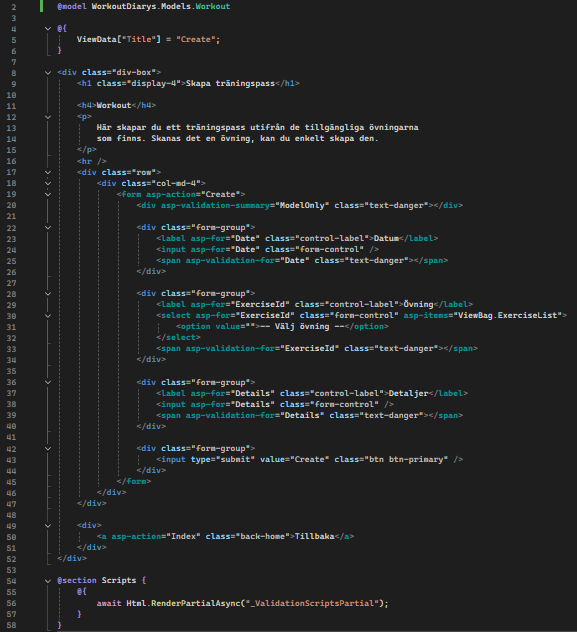 2 @model WorkoutDiarys.Models.Workout
3
4 @{
5 ViewData["Title"] = "Create";
6 }
7
8 <div class="div-box">
9 <h1 class="display-4">Skapa träningspass</h1>
10
11 <h4>Workout</h4>
12 <p>
13 Här skapar du ett träningspass utifrån de tillgängliga övningarna
14 som finns. Skanas det en övning, kan du enkelt skapa den.
15 </p>
16 <hr />
17 <div class="row">
18 <div class="col-md-4">
19 <form asp-action="Create">
20 <div asp-validation-summary="ModelOnly" class="text-danger"></div>
21
22 <div class="form-group">
23 <label asp-for="Date" class="control-label">Datum</label>
24 <input asp-for="Date" class="form-control" />
25 <span asp-validation-for="Date" class="text-danger"></span>
26 </div>
27
28 <div class="form-group">
29 <label asp-for="ExerciseId" class="control-label">Övning</label>
30 <select asp-for="ExerciseId" class="form-control" asp-items="ViewBag.ExerciseList">
31 <option value="">-- Välj övning --</option>
32 </select>
33 <span asp-validation-for="ExerciseId" class="text-danger"></span>
34 </div>
35
36 <div class="form-group">
37 <label asp-for="Details" class="control-label">Detaljer</label>
38 <input asp-for="Details" class="form-control" />
39 <span asp-validation-for="Details" class="text-danger"></span>
40 </div>
41
42 <div class="form-group">
43 <input type="submit" value="Create" class="btn btn-primary" />
44 </div>
45 </form>
46 </div>
47 </div>
48
49 <div>
50 <a asp-action="Index" class="back-home">Tillbaka</a>
51 </div>
52 </div>
53
54 @section Scripts {
55 @{
56 await Html.RenderPartialAsync("_ValidationScriptsPartial");
57 }
58 }